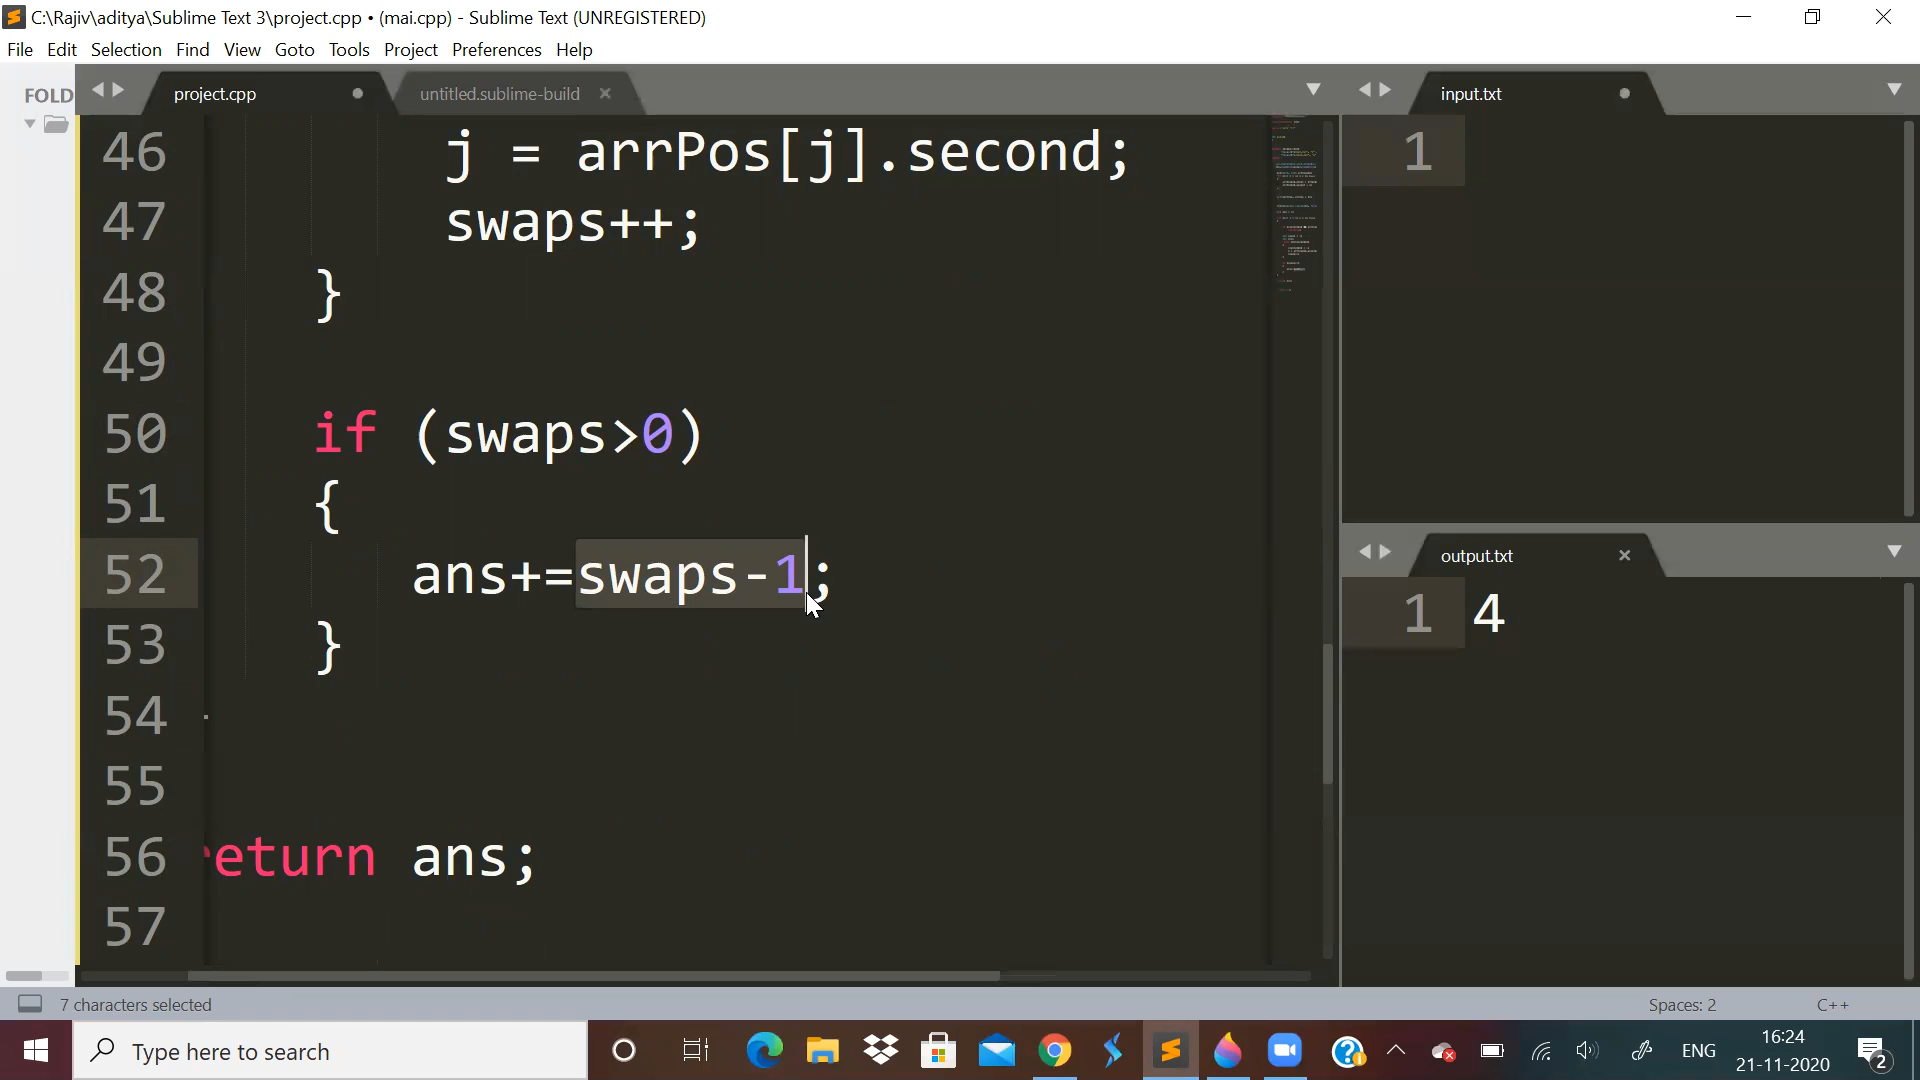 C:\Rajiv\aditya\Sublime Text 3\project.cpp • (mai.cpp) - Sublime Text (UNREGISTERED)
File Edit Selection Find View Goto Tools Project Preferences Help
FOLD
project.cpp
untitled.sublime-build
input.txt
46 j = arrPos[j].second;
47 swaps++;
48 }
49
50 if (swaps>0)
51 {
52 ans+=swaps-1;
53 }
54
55
56 return ans;
57
1
output.txt
1 4
7 characters selected
Spaces: 2
C++
Type here to search
ENG
16:24
21-11-2020
2